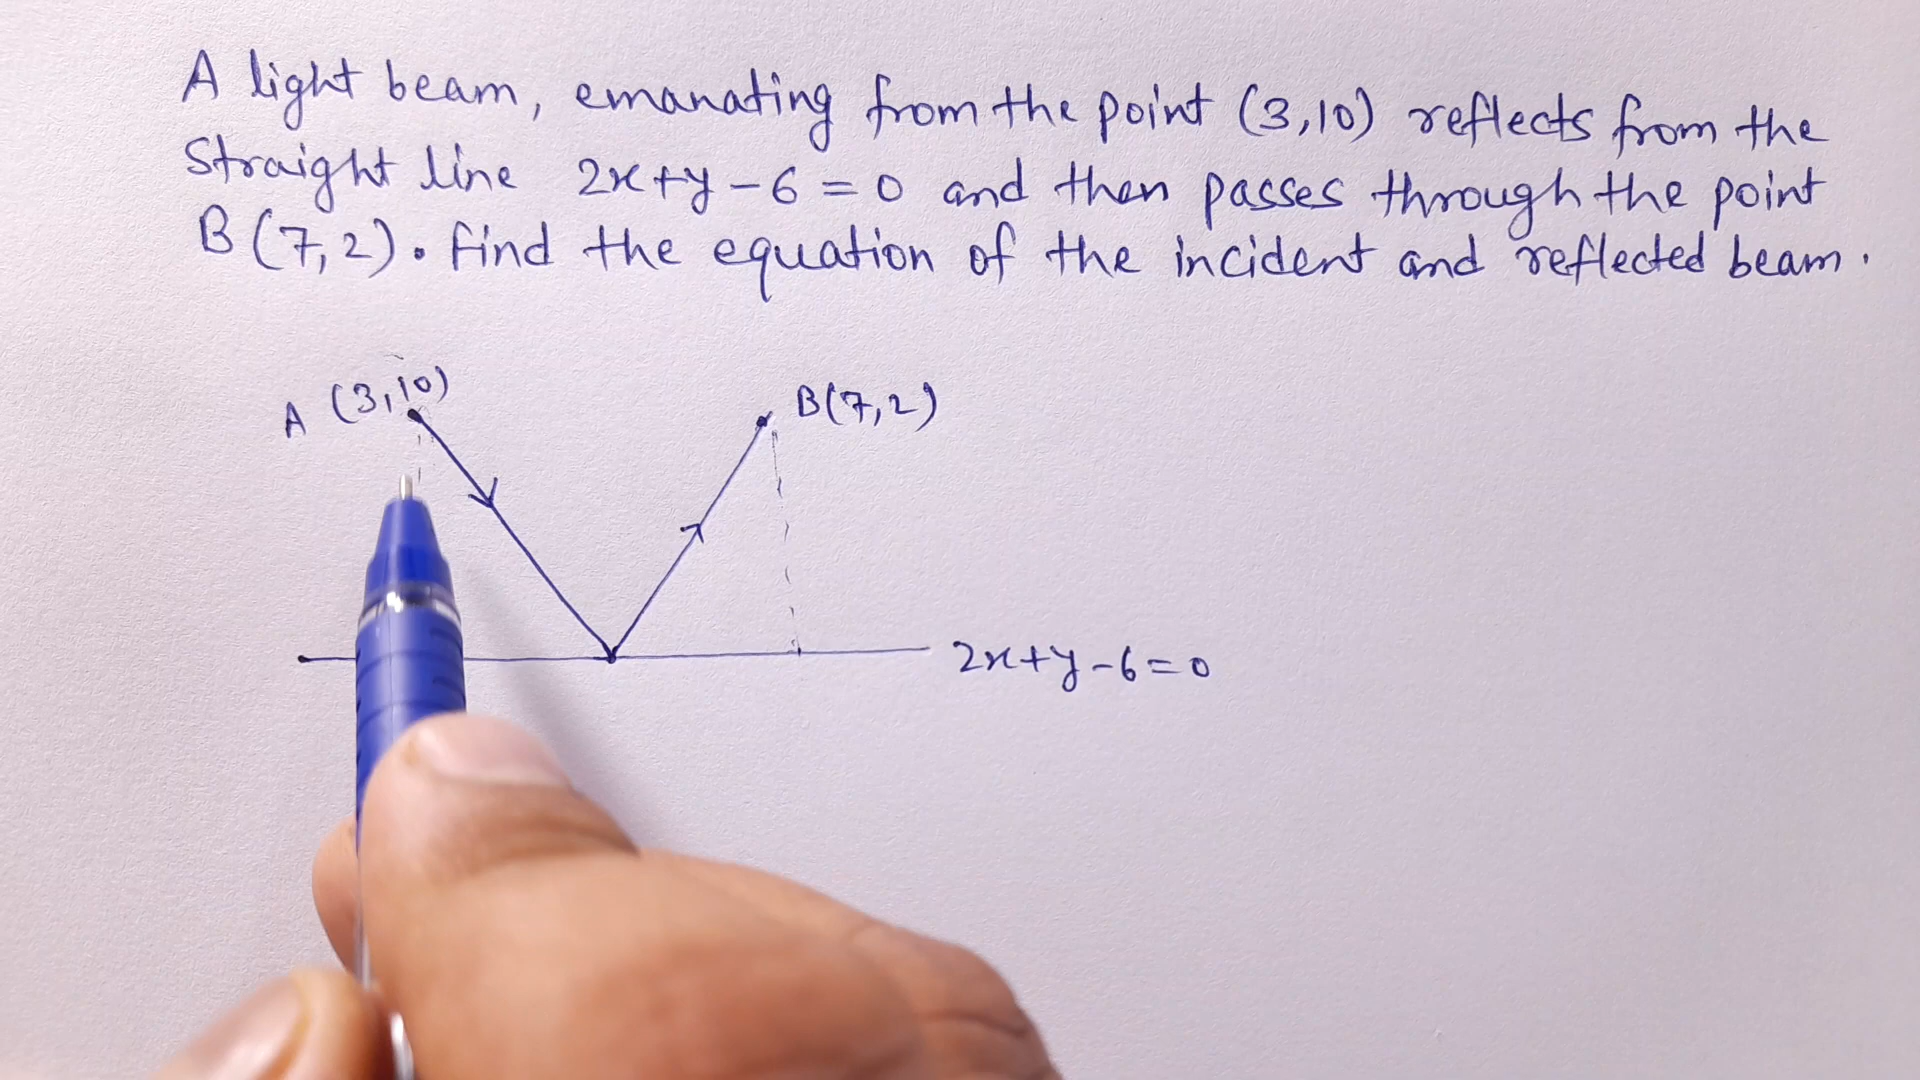 A light beam, emanating from the point (3,10) reflects from the
Straight line 2x+y-6=0 and then passes through the point
B(7,2). Find the equation of the incident and reflected beam.
A (3,10)
B(7,2)
2x+y-6=0